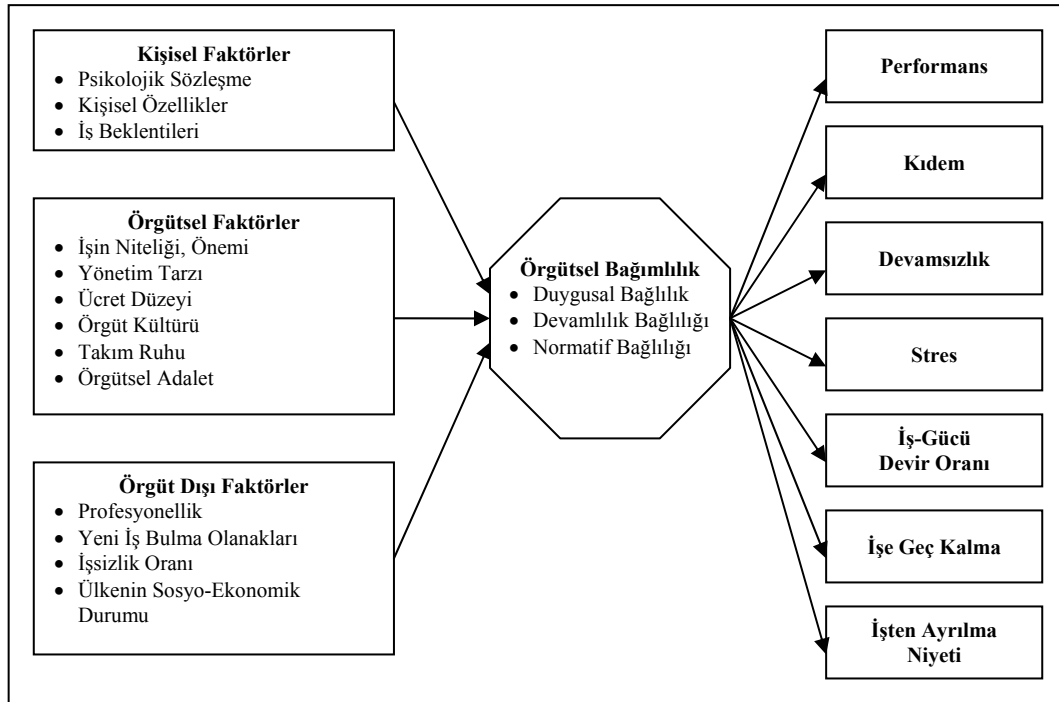 Kişisel Faktörler
• Psikolojik Sözleşme
• Kişisel Özellikler
• İş Beklentileri
Örgütsel Faktörler
• İşin Niteliği, Önemi
• Yönetim Tarzı
• Ücret Düzeyi
• Örgüt Kültürü
• Takım Ruhu
• Örgütsel Adalet
Örgüt Dışı Faktörler
• Profesyonellik
• Yeni İş Bulma Olanakları
• İşsizlik Oranı
• Ülkenin Sosyo-Ekonomik
Durumu
Örgütsel Bağımlılık
• Duygusal Bağlılık
• Devamlılık Bağlılığı
• Normatif Bağlılığı
Performans
Kıdem
Devamsızlık
Stres
İş-Gücü
Devir Oranı
İşe Geç Kalma
İşten Ayrılma
Niyeti